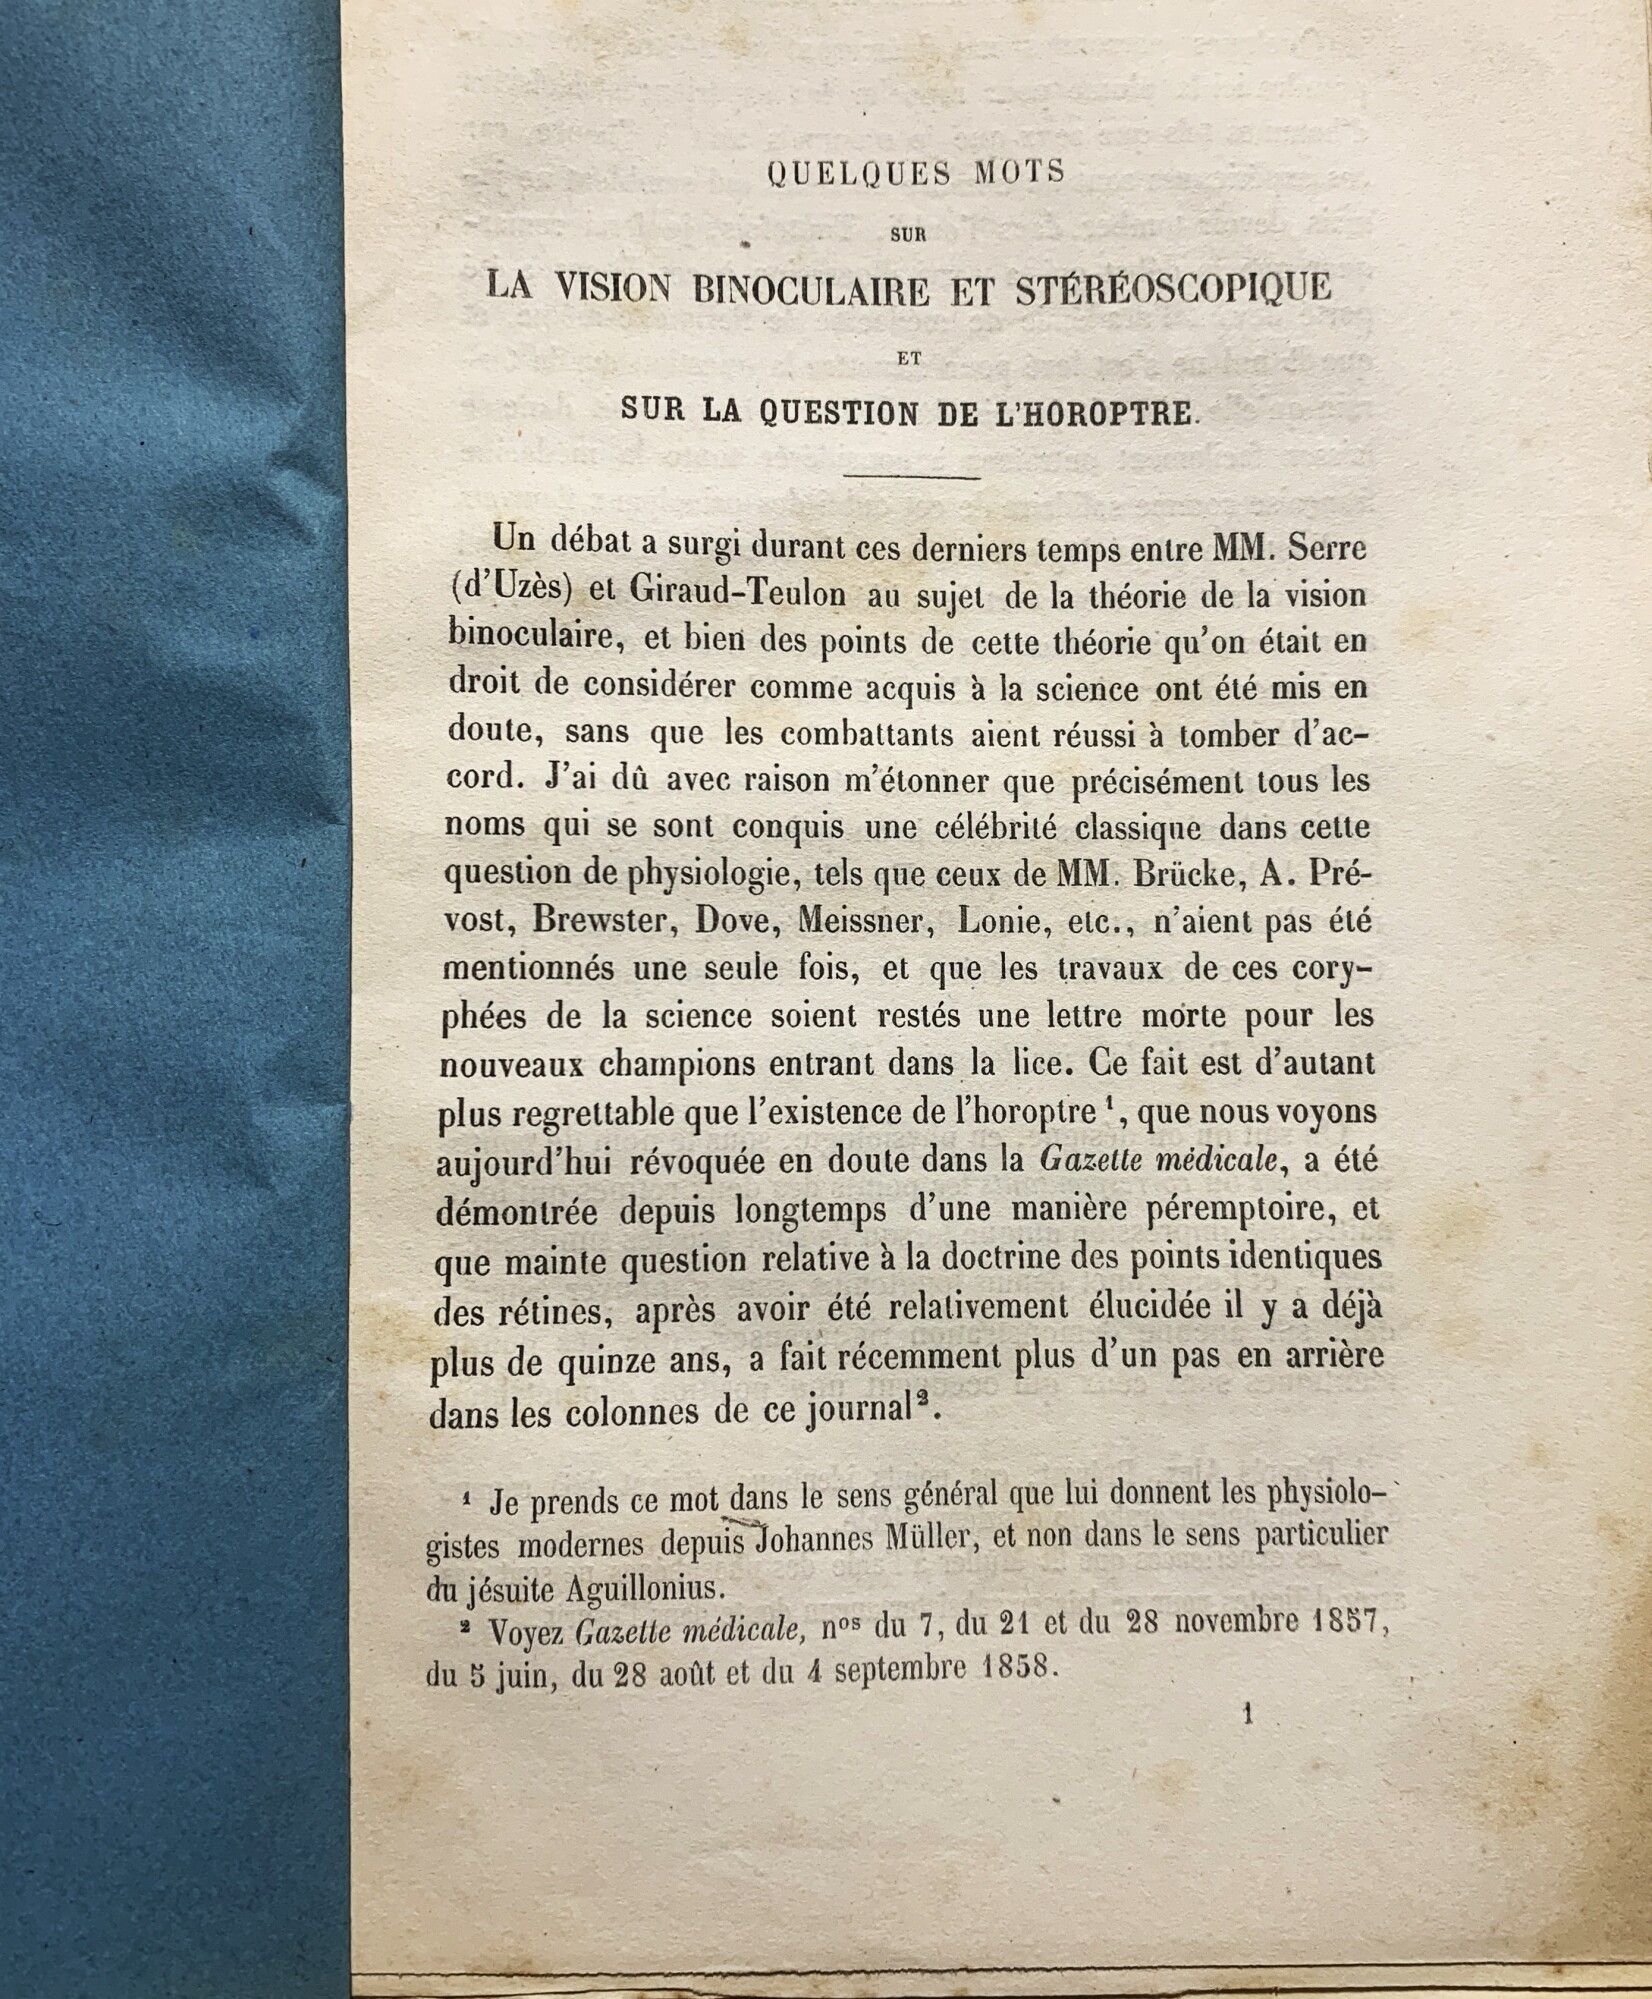 QUELQUES MOTS
SUR
LA VISION BINOCULAIRE ET STÉRÉOSCOPIQUE
ET
SUR LA QUESTION DE L'HOROPTRE.
Un débat a surgi durant ces derniers temps entre MM. Serre
(d'Uzès) et Giraud-Teulon au sujet de la théorie de la vision
binoculaire, et bien des points de cette théorie qu'on était en
droit de considérer comme acquis à la science ont été mis en
doute, sans que les combattants aient réussi à tomber d'ac-
cord. J'ai dû avec raison m'étonner que précisément tous les
noms qui se sont conquis une célébrité classique dans cette
question de physiologie, tels que ceux de MM. Brücke, A. Pré-
vost, Brewster, Dove, Meissner, Lonie, etc., n'aient pas été
mentionnés une seule fois, et que les travaux de ces cory-
phées de la science soient restés une lettre morte pour les
nouveaux champions entrant dans la lice. Ce fait est d'autant
plus regrettable que l'existence de l'horoptre ¹, que nous voyons
aujourd'hui révoquée en doute dans la Gazette médicale, a été
démontrée depuis longtemps d'une manière péremptoire, et
que mainte question relative à la doctrine des points identiques
des rétines, après avoir été relativement élucidée il y a déjà
plus de quinze ans, a fait récemment plus d'un pas en arrière
dans les colonnes de ce journal².
¹ Je prends ce mot dans le sens général que lui donnent les physiolo-
gistes modernes depuis Johannes Müller, et non dans le sens particulier
du jésuite Aguillonius.
² Voyez Gazette médicale, nos du 7, du 21 et du 28 novembre 1857,
du 5 juin, du 28 août et du 4 septembre 1858.
1